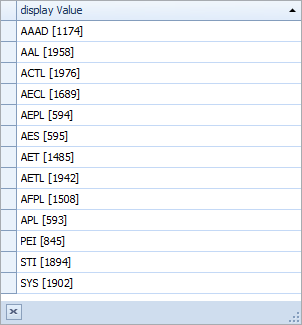 display Value
AAAD [1174]
AAL [1958]
ACTL [1976]
AECL [1689]
AEPL [594]
AES [595]
AET [1485]
AETL [1942]
AFPL [1508]
APL [593]
PEI [845]
STI [1894]
SYS [1902]